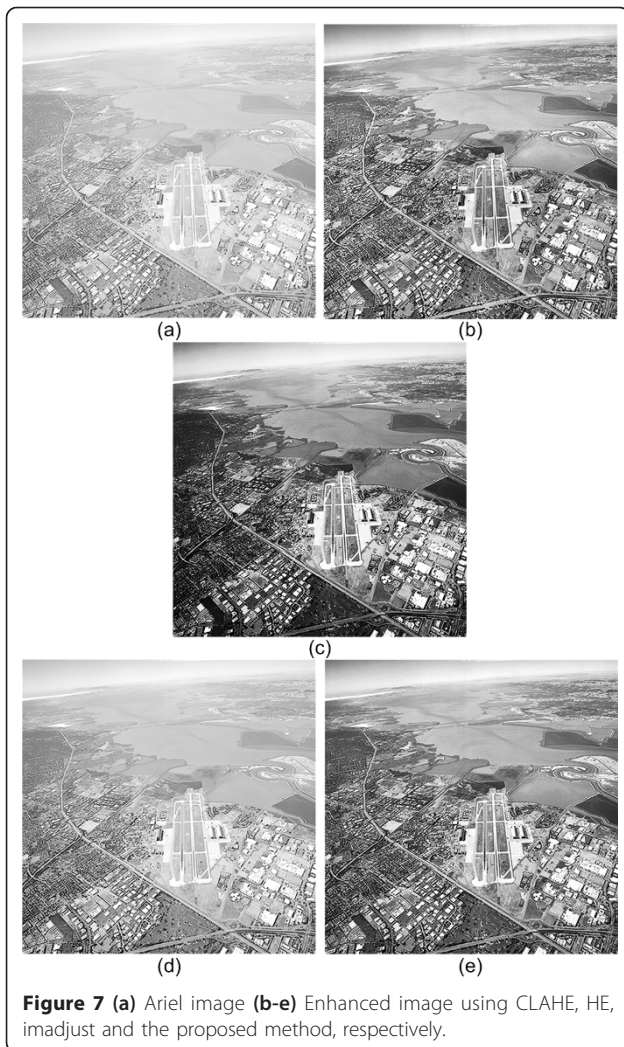 (a)
(b)
(c)
(d)
(e)
Figure 7 (a) Ariel image (b-e) Enhanced image using CLAHE, HE,
imadjust and the proposed method, respectively.